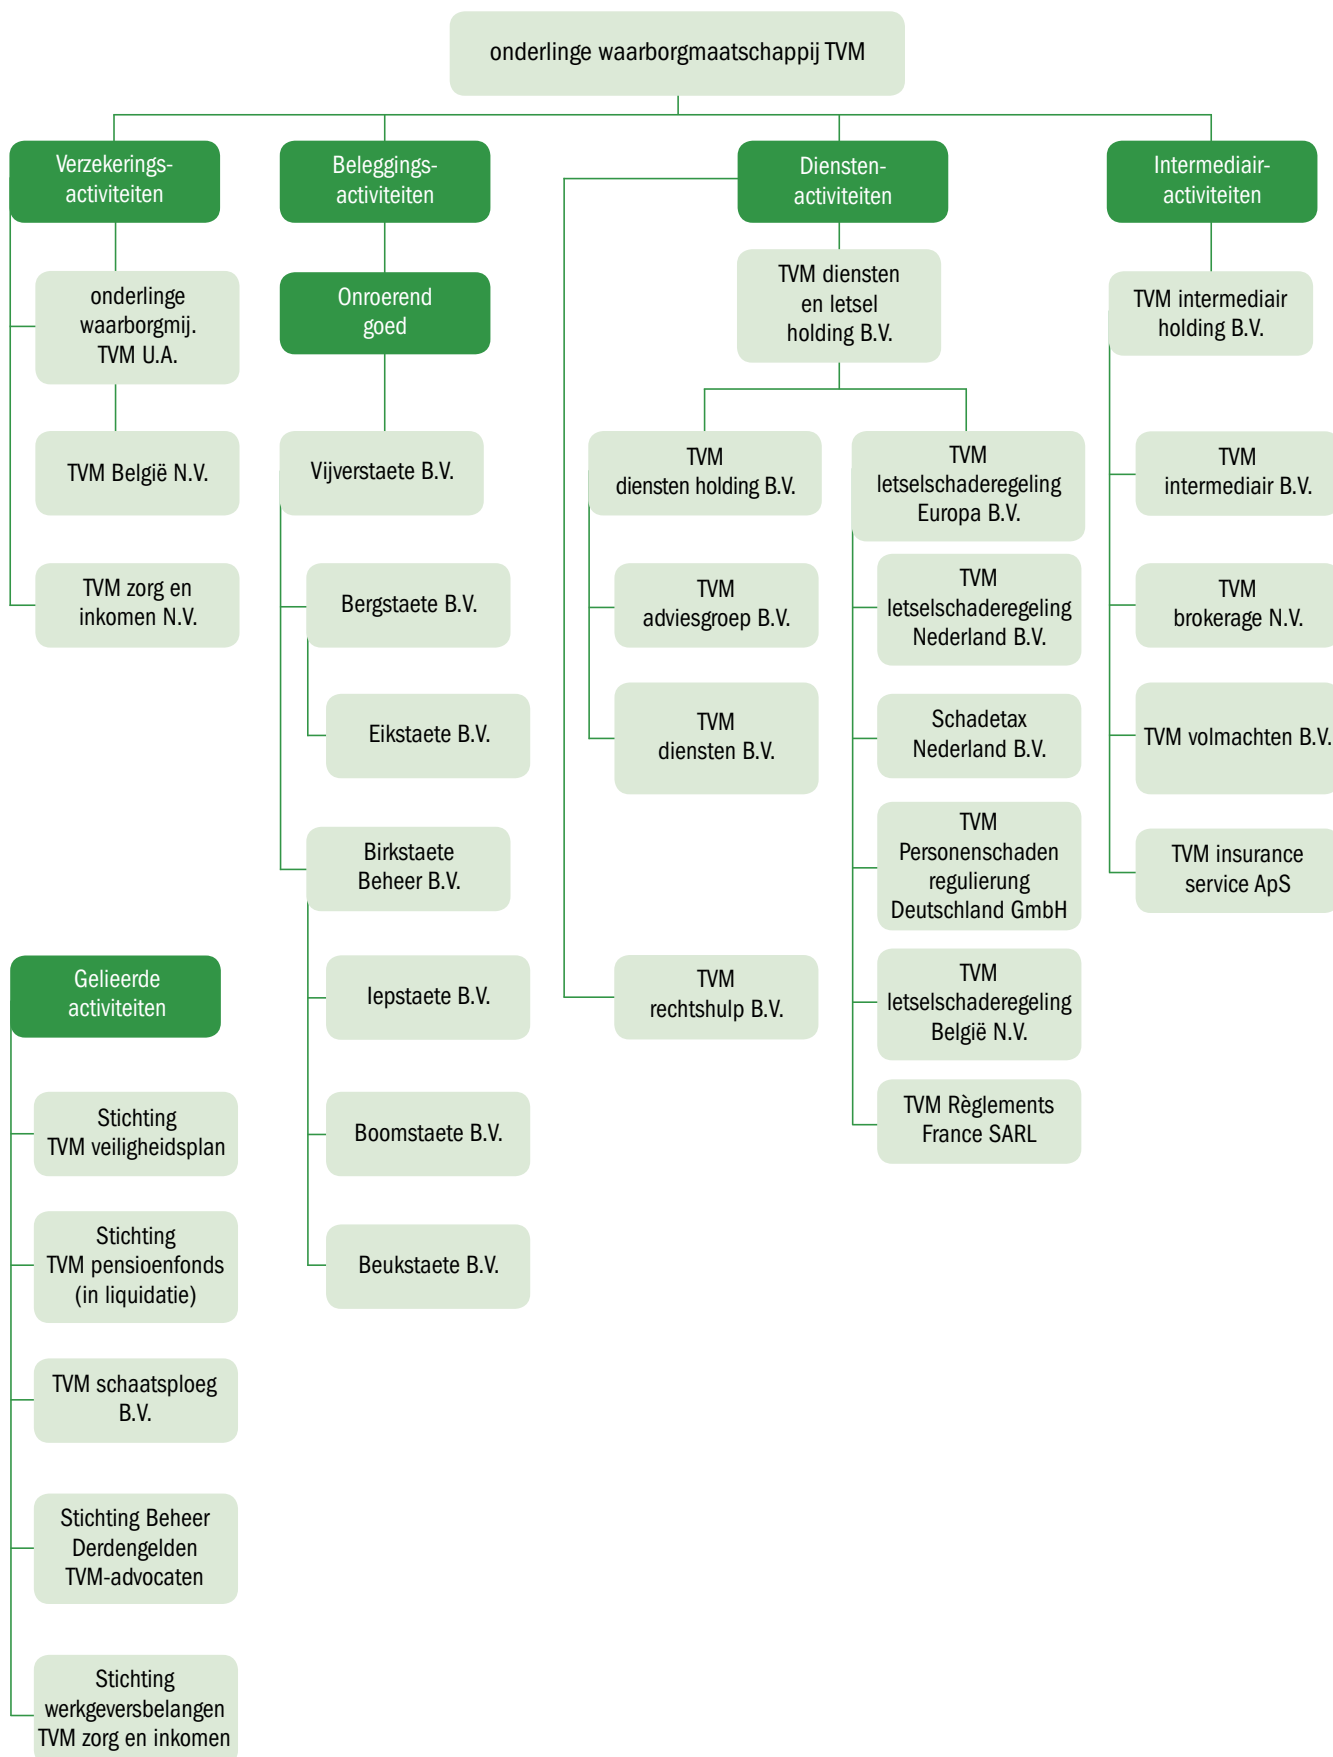 onderlinge waarborgmaatschappij TVM
Verzekerings-
activiteiten
onderlinge
waarborgmij.
TVM U.A.
TVM België N.V.
TVM zorg en
inkomen N.V.
Beleggings-
activiteiten
Onroerend
goed
Vijverstaete B.V.
Bergstaete B.V.
Eikstaete B.V.
Birkstaete
Beheer B.V.
Iepstaete B.V.
Boomstaete B.V.
Beukstaete B.V.
Diensten-
activiteiten
TVM diensten
en letsel
holding B.V.
TVM
diensten holding B.V.
TVM
adviesgroep B.V.
TVM
diensten B.V.
TVM
rechtshulp B.V.
TVM
letselschaderegeling
Europa B.V.
TVM
letselschaderegeling
Nederland B.V.
Schadetax
Nederland B.V.
TVM
Personenschaden
regulierung
Deutschland GmbH
TVM
letselschaderegeling
België N.V.
TVM Règlements
France SARL
Intermediair-
activiteiten
TVM intermediair
holding B.V.
TVM
intermediair B.V.
TVM
brokerage N.V.
TVM volmachten B.V.
TVM insurance
service ApS
Gelieerde
activiteiten
Stichting
TVM veiligheidsplan
Stichting
TVM pensioenfonds
(in liquidatie)
TVM schaatsploeg
B.V.
Stichting Beheer
Derdengelden
TVM-advocaten
Stichting
werkgeversbelangen
TVM zorg en inkomen